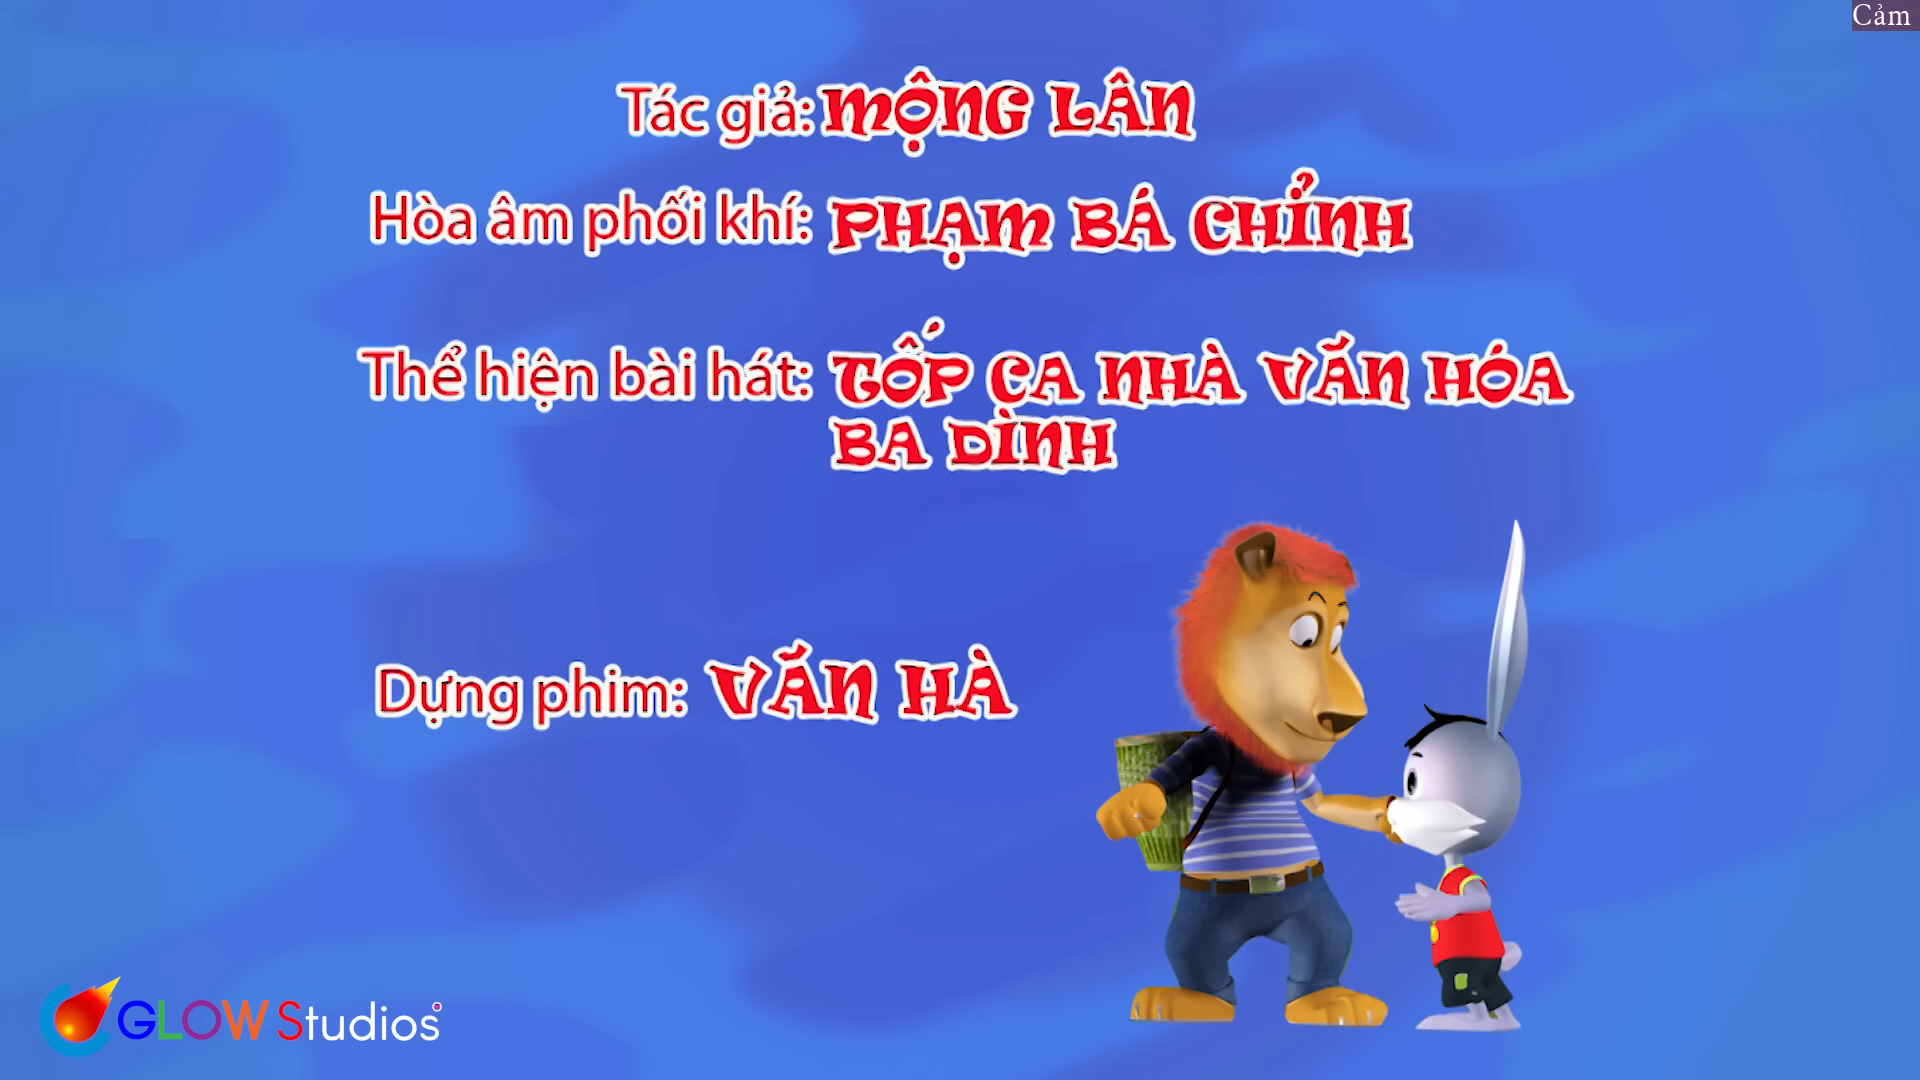 Cảm
Tác giả: MỘNG LÂN
Hòa âm phối khí: PHẠM BÁ CHỈNH
Thể hiện bài hát: TỐP CA NHÀ VĂN HÓA
BA DÌNH
Dựng phim: VĂN HÀ
GLOW Studios